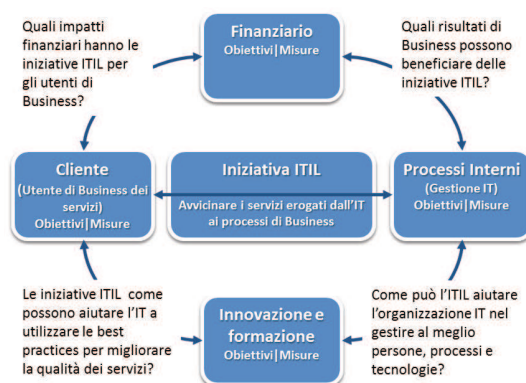 Quali impatti
finanziari hanno le
iniziative ITIL per
gli utenti di
Business?
Finanziario
Obiettivi|Misure
Quali risultati di
Business possono
beneficiare delle
iniziative ITIL?
Cliente
(Utente di Business dei
servizi)
Obiettivi|Misure
Iniziativa ITIL
Avvicinare i servizi erogati dall'IT
ai processi di Business
Processi Interni
(Gestione IT)
Obiettivi|Misure
Le iniziative ITIL come
possono aiutare l'IT a
utilizzare le best
practices per migliorare
la qualità dei servizi?
Innovazione e
formazione
Obiettivi|Misure
Come può l'ITIL aiutare
l'organizzazione IT nel
gestire al meglio
persone, processi e
tecnologie?